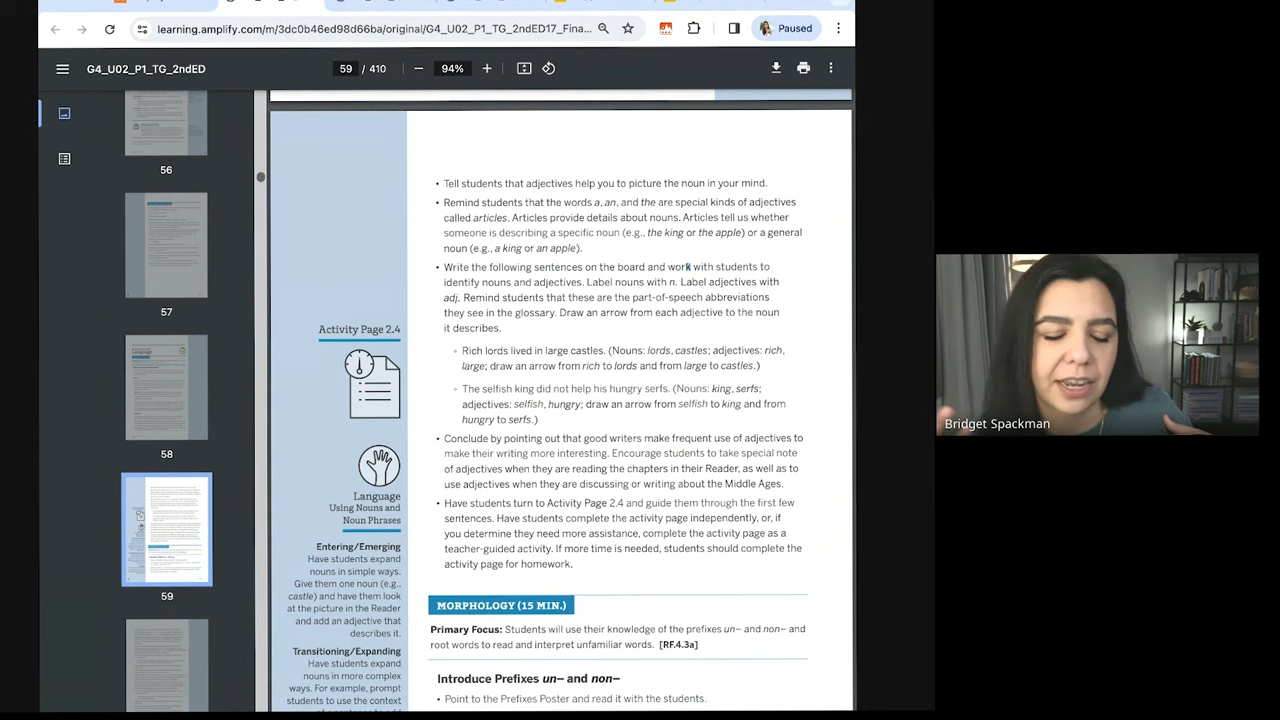 learning.amplify.com/m/3dc0b46ed98d66ba/original/G4_U02_P1_TG_2ndED17_Fina...
Paused
G4_U02_P1_TG_2ndED
59 / 410
94%
56
57
58
59
• Tell students that adjectives help you to picture the noun in your mind.
• Remind students that the words a, an, and the are special kinds of adjectives
called articles. Articles provide details about nouns. Articles tell us whether
someone is describing a specific noun (e.g., the king or the apple) or a general
noun (e.g., a king or an apple).
• Write the following sentences on the board and work with students to
identify nouns and adjectives. Label nouns with n. Label adjectives with
adj. Remind students that these are the part-of-speech abbreviations
they see in the glossary. Draw an arrow from each adjective to the noun
it describes.
◦ Rich lords lived in large castles. (Nouns: lords, castles; adjectives: rich,
large; draw an arrow from rich to lords and from large to castles.)
◦ The selfish king did not help his hungry serfs. (Nouns: king, serfs;
adjectives: selfish, hungry; draw an arrow from selfish to king and from
hungry to serfs.)
• Conclude by pointing out that good writers make frequent use of adjectives to
make their writing more interesting. Encourage students to take special note
of adjectives when they are reading the chapters in their Reader, as well as to
use adjectives when they are discussing or writing about the Middle Ages.
• Have students turn to Activity Page 2.4 and guide them through the first few
sentences. Have students complete the activity page independently, or, if
you determine they need more assistance, complete the activity page as a
teacher-guided activity. If more time is needed, students should complete the
activity page for homework.
MORPHOLOGY (15 MIN.)
Primary Focus: Students will use their knowledge of the prefixes un– and non– and
root words to read and interpret unfamiliar words. [RF.4.3a]
Introduce Prefixes un– and non–
• Point to the Prefixes Poster and read it with the students.
Activity Page 2.4
Language
Using Nouns and
Noun Phrases
Entering/Emerging
Have students expand
nouns in simple ways.
Give them one noun (e.g.,
castle) and have them look
at the picture in the Reader
and add an adjective that
describes it.
Transitioning/Expanding
Have students expand
nouns in more complex
ways. For example, prompt
students to use the context
Bridget Spackman